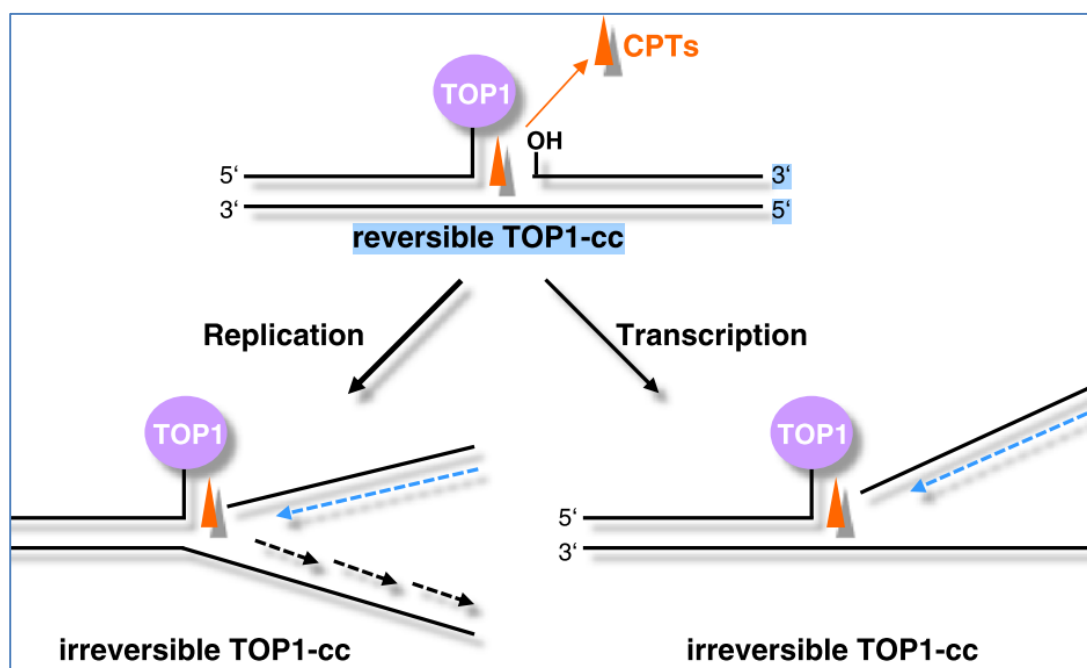 CPTs
TOP1
OH
5‘ 3‘
3‘ 5‘
reversible TOP1-cc
Replication Transcription
TOP1 TOP1
5‘
3‘
irreversible TOP1-cc irreversible TOP1-cc